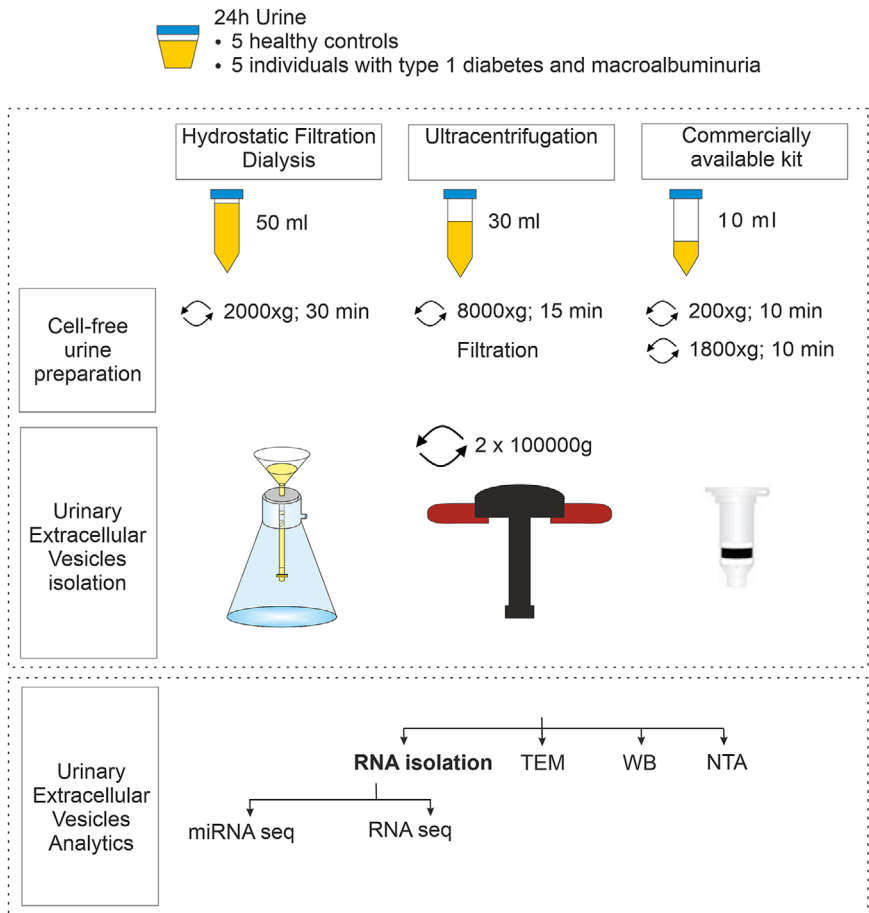 24h Urine
• 5 healthy controls
• 5 individuals with type 1 diabetes and macroalbuminuria
Hydrostatic Filtration
Dialysis
Ultracentrifugation
Commercially
available kit
50 ml
30 ml
10 ml
Cell-free
urine
preparation
2000xg; 30 min
8000xg; 15 min
Filtration
200xg; 10 min
1800xg; 10 min
Urinary
Extracellular
Vesicles
isolation
2 x 100000g
Urinary
Extracellular
Vesicles
Analytics
RNA isolation
TEM
WB
NTA
miRNA seq
RNA seq